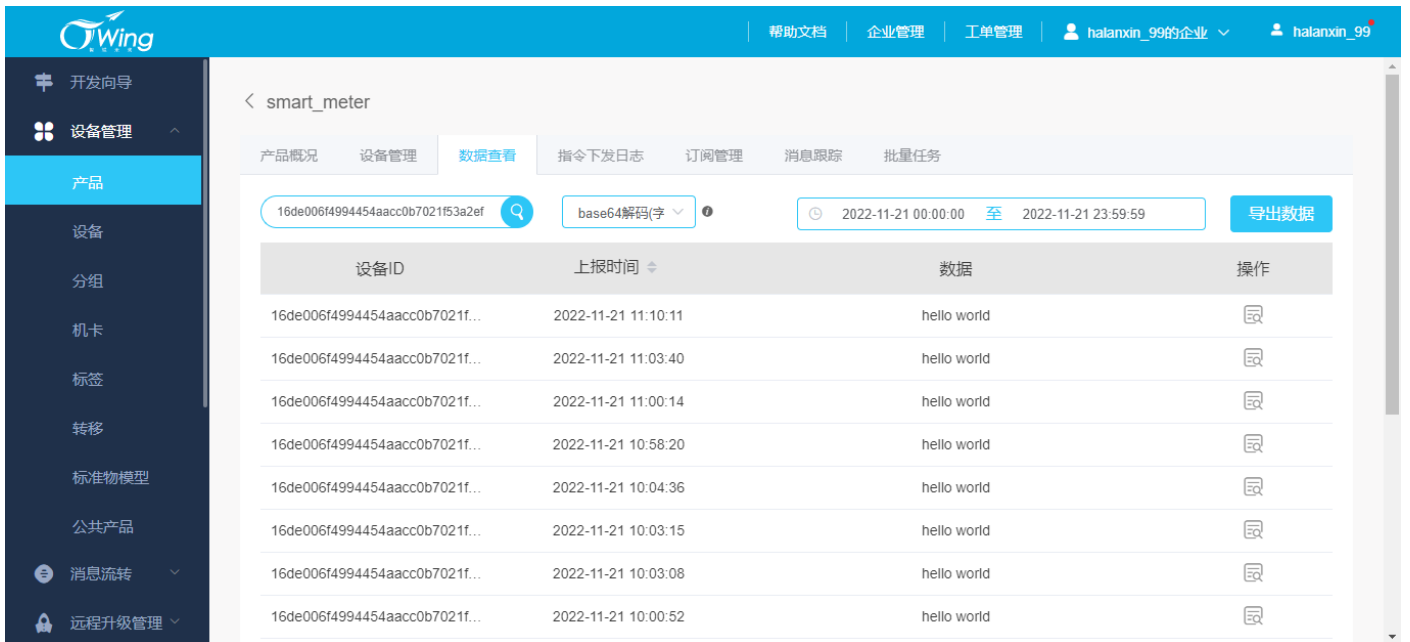 Wing
帮助文档 企业管理 工单管理 halanxin_99的企业 halanxin_99
开发向导
设备管理
产品
设备
分组
机卡
标签
转移
标准物模型
公共产品
消息流转
远程升级管理
smart_meter
产品概况 设备管理 数据查看 指令下发日志 订阅管理 消息跟踪 批量任务
16de006f4994454aacc0b7021f53a2ef base64解码(字 2022-11-21 00:00:00 至 2022-11-21 23:59:59 导出数据
设备ID 上报时间 数据 操作
16de006f4994454aacc0b7021f... 2022-11-21 11:10:11 hello world
16de006f4994454aacc0b7021f... 2022-11-21 11:03:40 hello world
16de006f4994454aacc0b7021f... 2022-11-21 11:00:14 hello world
16de006f4994454aacc0b7021f... 2022-11-21 10:58:20 hello world
16de006f4994454aacc0b7021f... 2022-11-21 10:04:36 hello world
16de006f4994454aacc0b7021f... 2022-11-21 10:03:15 hello world
16de006f4994454aacc0b7021f... 2022-11-21 10:03:08 hello world
16de006f4994454aacc0b7021f... 2022-11-21 10:00:52 hello world